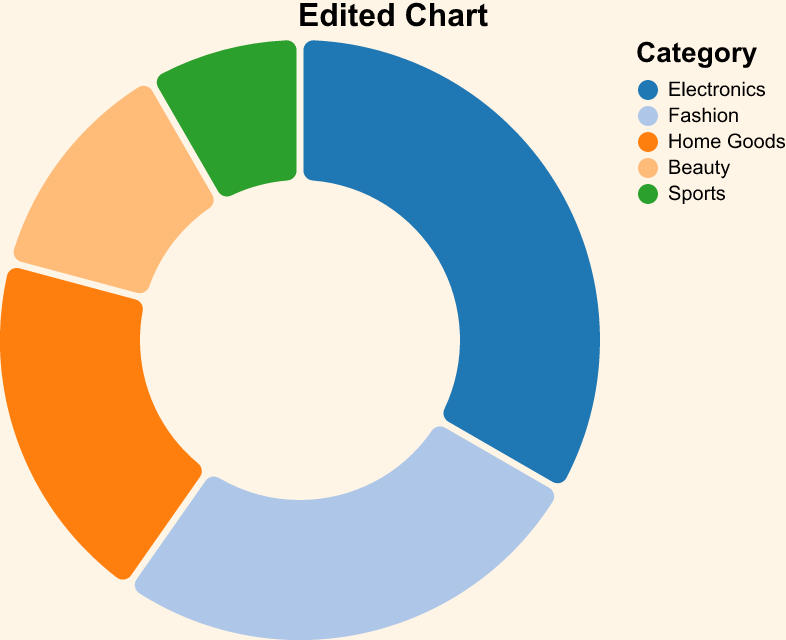 Edited Chart
Category
Electronics
Fashion
Home Goods
Beauty
Sports